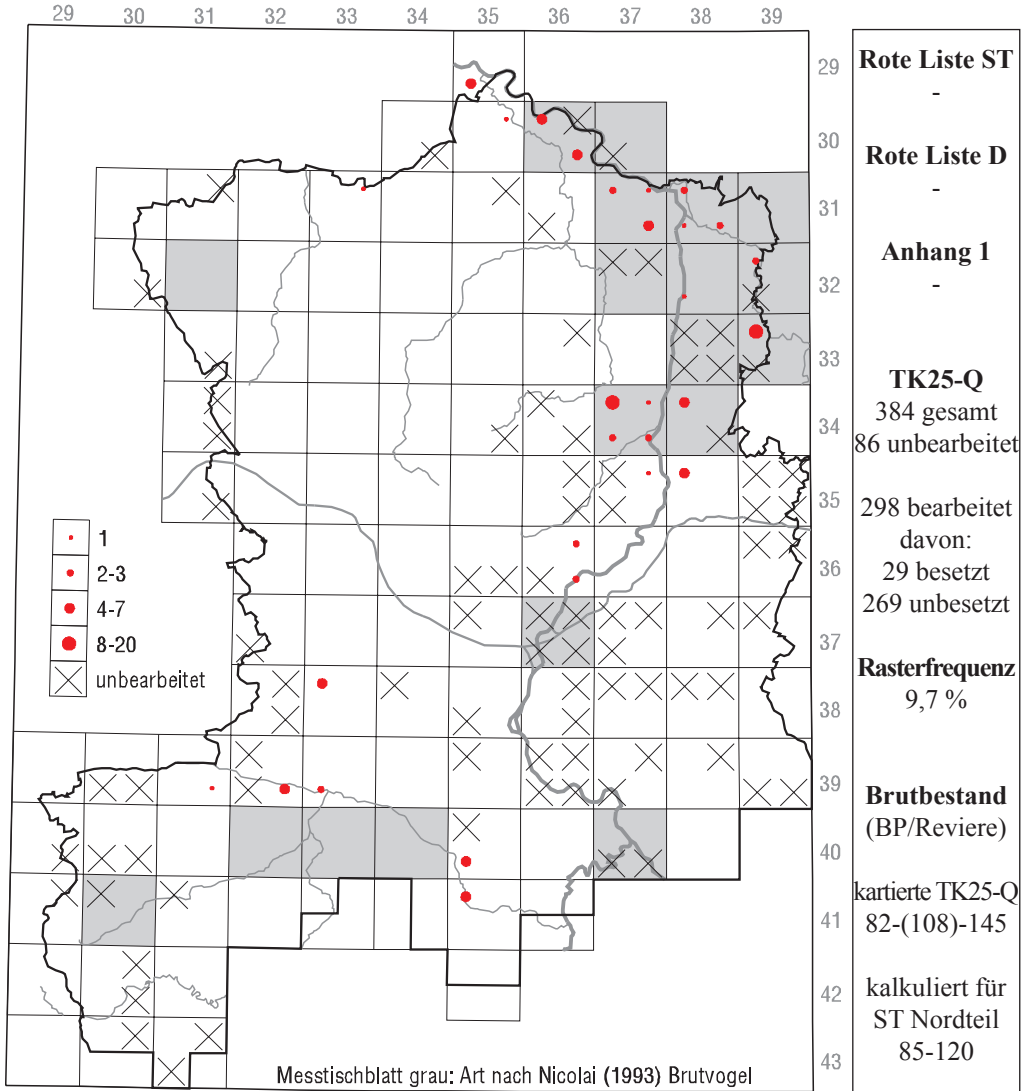 29 30 31 32 33 34 35 36 37 38 39
29
30
31
32
33
34
35
36
37
38
39
40
41
42
43
1
2-3
4-7
8-20
unbearbeitet
Messtischblatt grau: Art nach Nicolai (1993) Brutvogel
Rote Liste ST
-
Rote Liste D
-
Anhang 1
-
TK25-Q
384 gesamt
86 unbearbeitet
298 bearbeitet
davon:
29 besetzt
269 unbesetzt
Rasterfrequenz
9,7 %
Brutbestand
(BP/Reviere)
kartierte TK25-Q
82-(108)-145
kalkuliert für
ST Nordteil
85-120